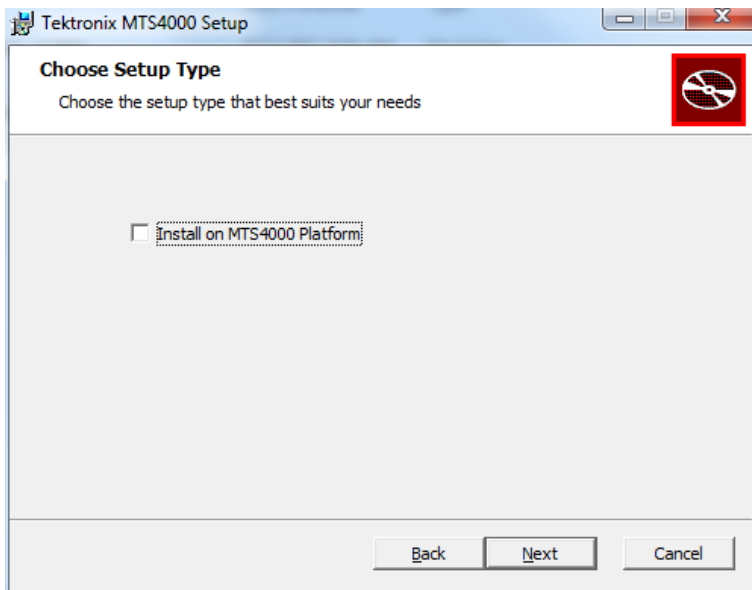 Tektronix MTS4000 Setup
Choose Setup Type
Choose the setup type that best suits your needs
Install on MTS4000 Platform
Back Next Cancel